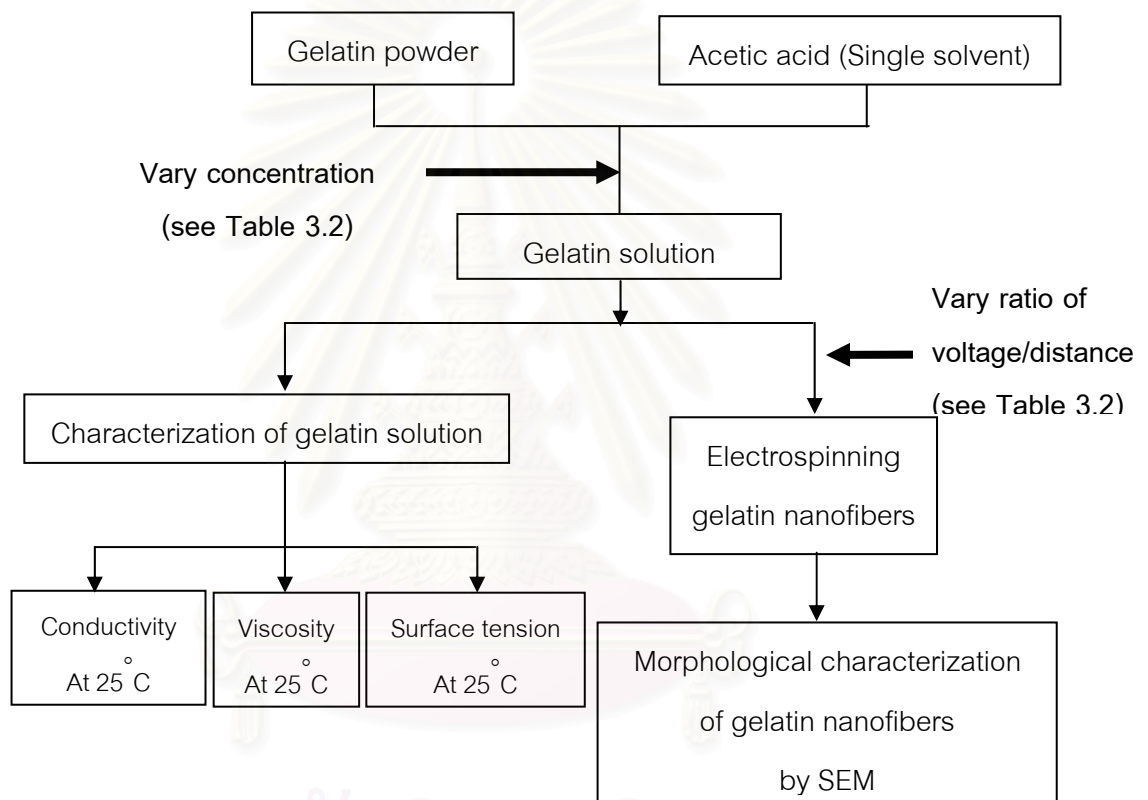 Gelatin powder
Acetic acid (Single solvent)
Vary concentration
(see Table 3.2)
Gelatin solution
Vary ratio of
voltage/distance
(see Table 3.2)
Characterization of gelatin solution
Electrospinning
gelatin nanofibers
Conductivity
At 25 °C
Viscosity
At 25 °C
Surface tension
At 25 °C
Morphological characterization
of gelatin nanofibers
by SEM